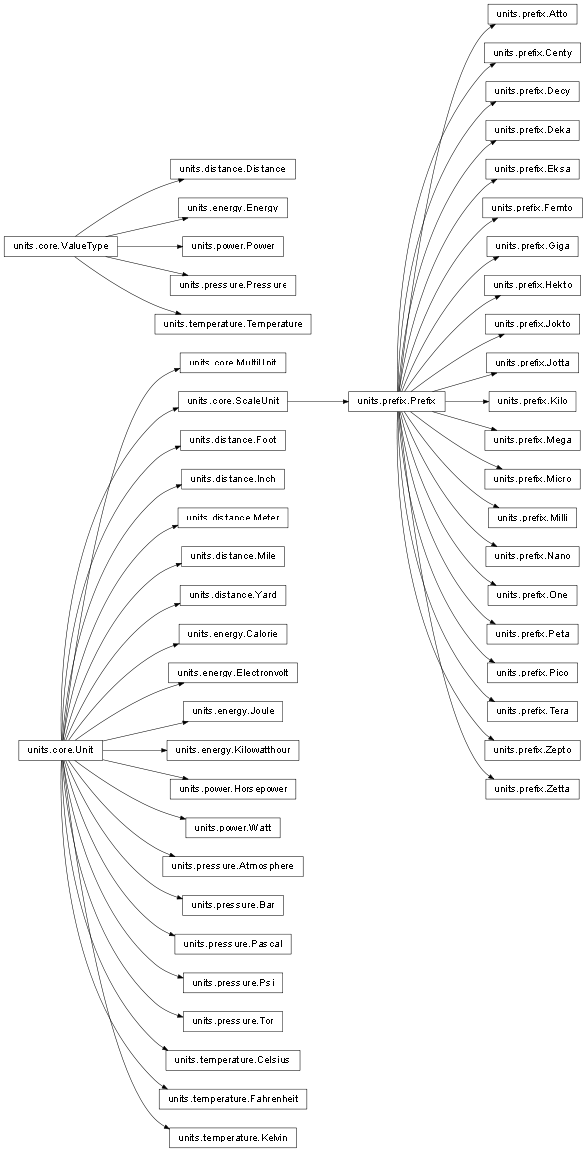 units.prefix.Atto
units.prefix.Centy
units.prefix.Decy
units.prefix.Deka
units.distance.Distance
units.prefix.Eksa
units.energy.Energy
units.prefix.Femto
units.core.ValueType
units.power.Power
units.prefix.Giga
units.pressure.Pressure
units.prefix.Hekto
units.temperature.Temperature
units.prefix.Jokto
units.core.MultiUnit
units.prefix.Jotta
units.core.ScaleUnit
units.prefix.Prefix
units.prefix.Kilo
units.distance.Foot
units.prefix.Mega
units.distance.Inch
units.prefix.Micro
units.distance.Meter
units.prefix.Milli
units.distance.Mile
units.prefix.Nano
units.distance.Yard
units.prefix.One
units.energy.Calorie
units.prefix.Peta
units.energy.Electronvolt
units.prefix.Pico
units.energy.Joule
units.prefix.Tera
units.core.Unit
units.energy.Kilowatthour
units.prefix.Zepto
units.power.Horsepower
units.prefix.Zetta
units.power.Watt
units.pressure.Atmosphere
units.pressure.Bar
units.pressure.Pascal
units.pressure.Psi
units.pressure.Tor
units.temperature.Celsius
units.temperature.Fahrenheit
units.temperature.Kelvin